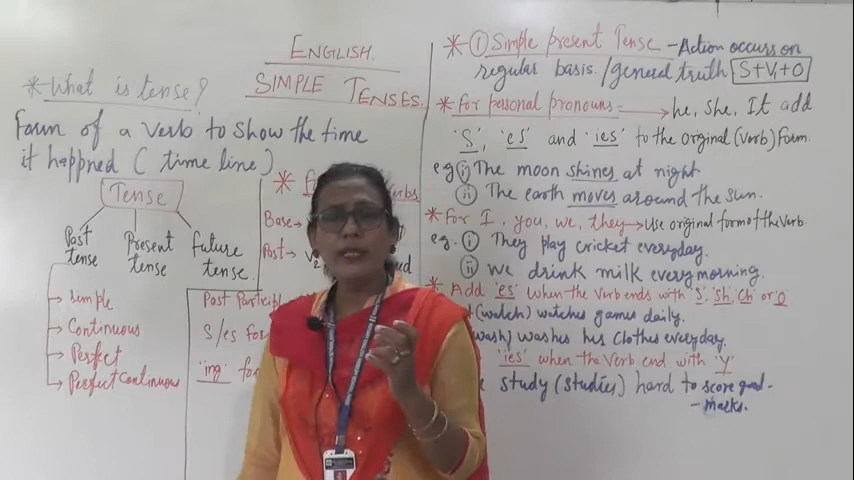 ENGLISH.
SIMPLE TENSES.
* What is tense?
Form of a verb to show the time
it happned ( time line )
Tense
Past tense
Present tense
Future tense.
→ Simple
→ Continuous
→ Perfect
→ Perfect Continuous
Base →
Past → V2
Past Participl
S/es for
"ing" fo
* ① Simple present Tense - Action occurs on
regular basis. / general truth S+V1+O
* For personal pronouns:- → he, she, It add
'S', 'es' and 'ies' to the original (verb) form.
eg (i) The moon shines at night
(ii) The earth moves around the sun.
* For I, you, we, they → Use original form of the verb.
eg. (i) They play cricket everyday.
(ii) We drink milk every morning.
* Add 'es' when the verb ends with 'S', 'Sh', 'Ch' or 'O'
(watch) watches games daily.
wash) washes her clothes everyday.
'ies' when the verb end with 'Y'
study (studies) hard to score good-
- marks.